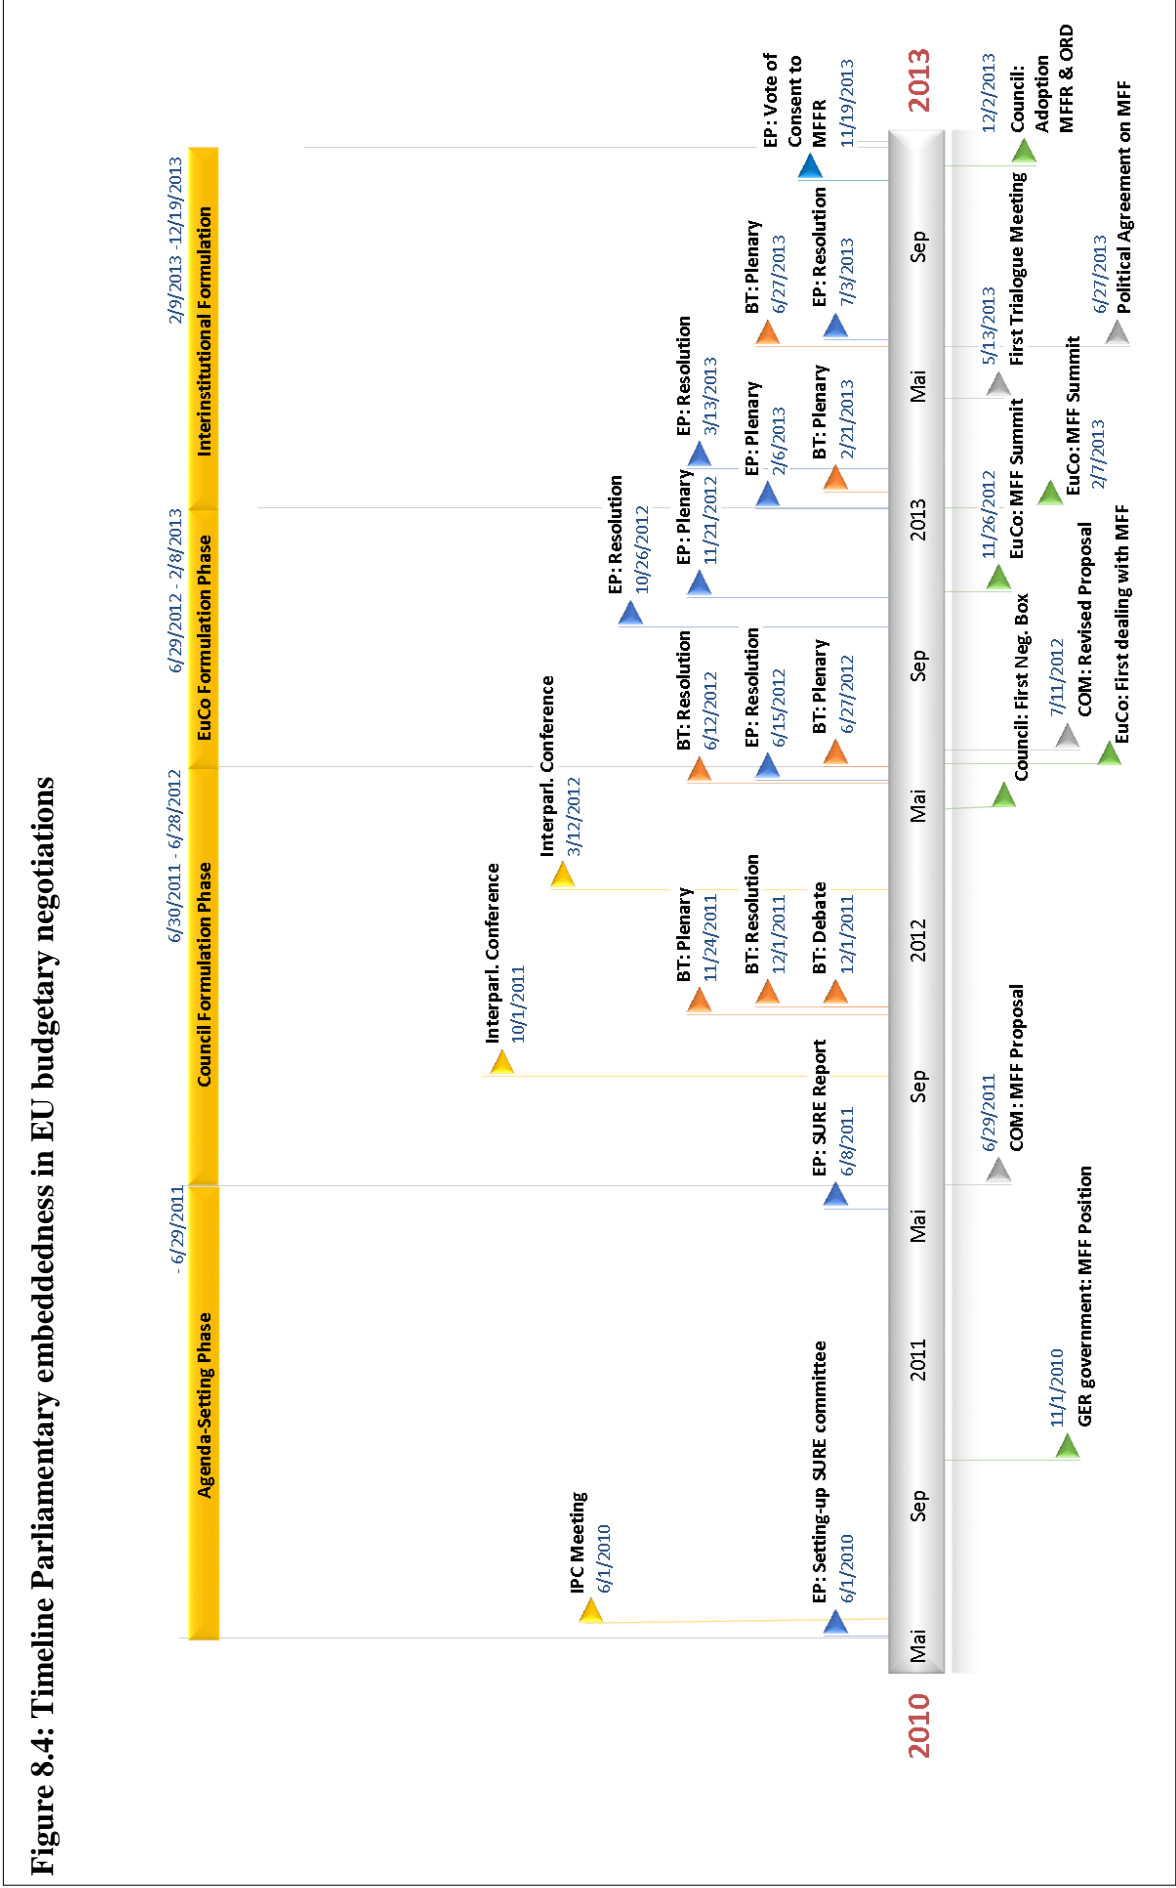 Figure 8.4: Timeline Parliamentary embeddedness in EU budgetary negotiations
- 6/29/2011
6/30/2011 - 6/28/2012
6/29/2012 - 2/8/2013
2/9/2013 -12/19/2013
Agenda-Setting Phase
Council Formulation Phase
EuCo Formulation Phase
Interinstitutional Formulation
IPC Meeting
6/1/2010
EP: Setting-up SURE committee
6/1/2010
EP: SURE Report
6/8/2011
Interparl. Conference
10/1/2011
BT: Plenary
11/24/2011
BT: Resolution
12/1/2011
BT: Debate
12/1/2011
Interparl. Conference
3/12/2012
BT: Resolution
6/12/2012
EP: Resolution
6/15/2012
BT: Plenary
6/27/2012
EP: Resolution
10/26/2012
EP: Plenary
11/21/2012
EP: Plenary
2/6/2013
BT: Plenary
2/21/2013
EP: Resolution
3/13/2013
BT: Plenary
6/27/2013
EP: Resolution
7/3/2013
EP: Vote of
Consent to
MFFR
11/19/2013
2010
Mai
Sep
2011
Mai
Sep
2012
Mai
Sep
2013
Mai
Sep
2013
11/1/2010
GER government: MFF Position
6/29/2011
COM: MFF Proposal
Council: First Neg. Box
EuCo: First dealing with MFF
7/11/2012
COM: Revised Proposal
11/26/2012
EuCo: MFF Summit
EuCo: MFF Summit
2/7/2013
5/13/2013
First Trialogue Meeting
6/27/2013
Political Agreement on MFF
12/2/2013
Council:
Adoption
MFFR & ORD